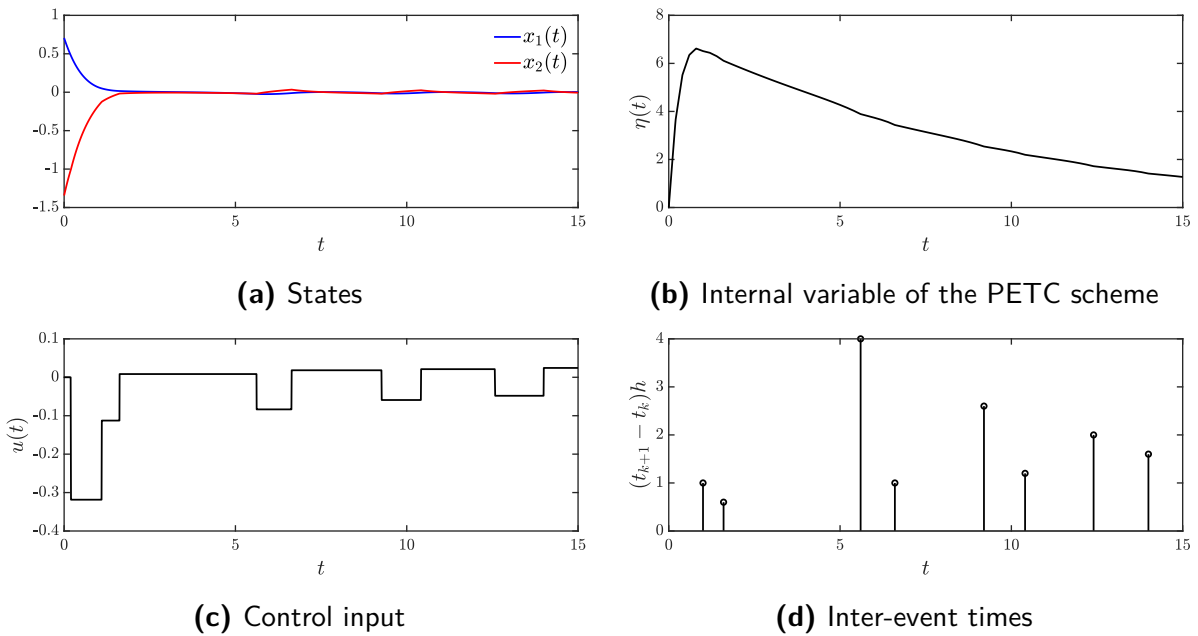 1
0.5
0
-0.5
-1
-1.5
x₁(t)
x₂(t)
0 5 10 15
t
(a) States
8
6
4
2
0
η(t)
0 5 10 15
t
(b) Internal variable of the PETC scheme
0.1
0
-0.1
-0.2
-0.3
-0.4
u(t)
0 5 10 15
t
(c) Control input
4
3
2
1
0
(tₖ₊₁ − tₖ)h
0 5 10 15
t
(d) Inter-event times